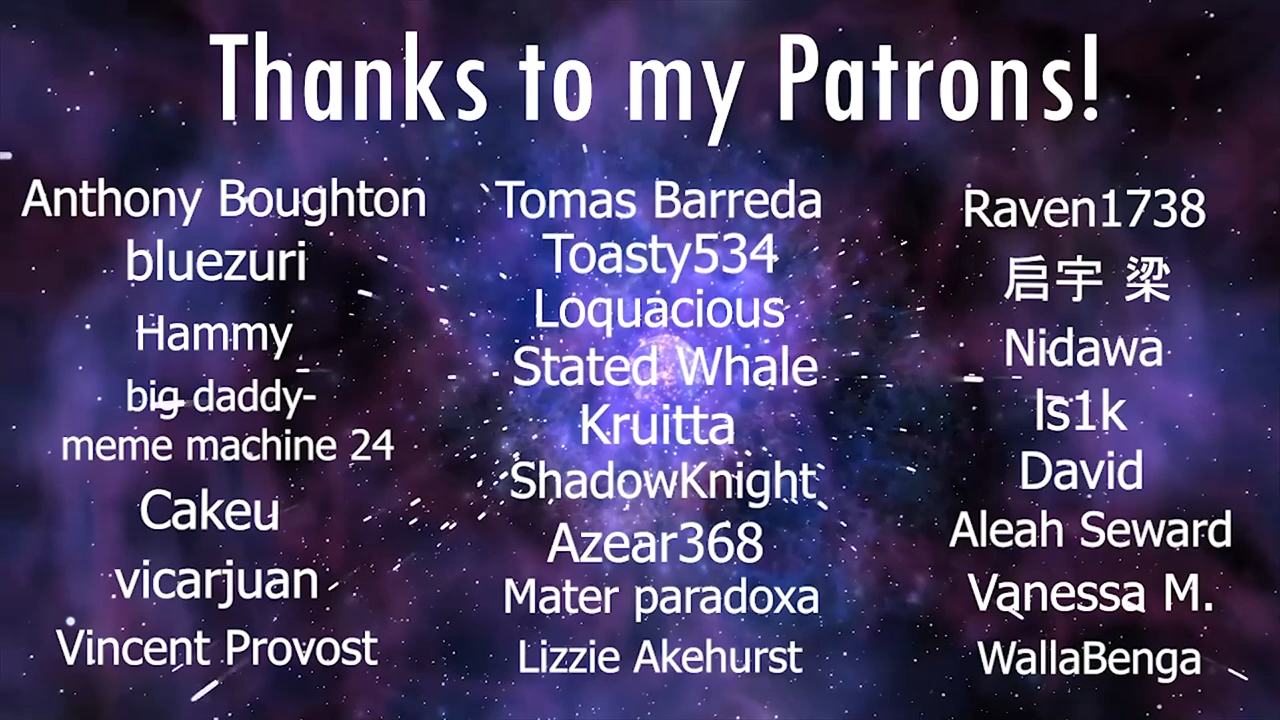 Thanks to my Patrons!
Anthony Boughton
bluezuri
Hammy
big daddy-
meme machine 24
Cakeu
vicarjuan
Vincent Provost
Tomas Barreda
Toasty534
Loquacious
Stated Whale
Kruitta
ShadowKnight
Azear368
Mater paradoxa
Lizzie Akehurst
Raven1738
启宇 梁
Nidawa
ls1k
David
Aleah Seward
Vanessa M.
WallaBenga